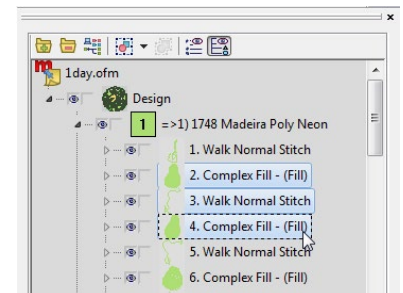 1day.ofm
Design
1 =>1) 1748 Madeira Poly Neon
1. Walk Normal Stitch
2. Complex Fill - (Fill)
3. Walk Normal Stitch
4. Complex Fill - (Fill)
5. Walk Normal Stitch
6. Complex Fill - (Fill)